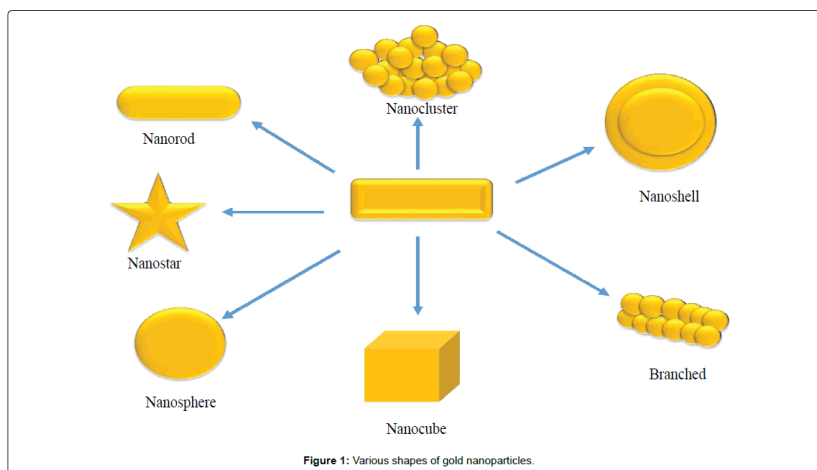 Nanocluster
Nanorod
Nanoshell
Nanostar
Branched
Nanosphere
Nanocube
Figure 1: Various shapes of gold nanoparticles.